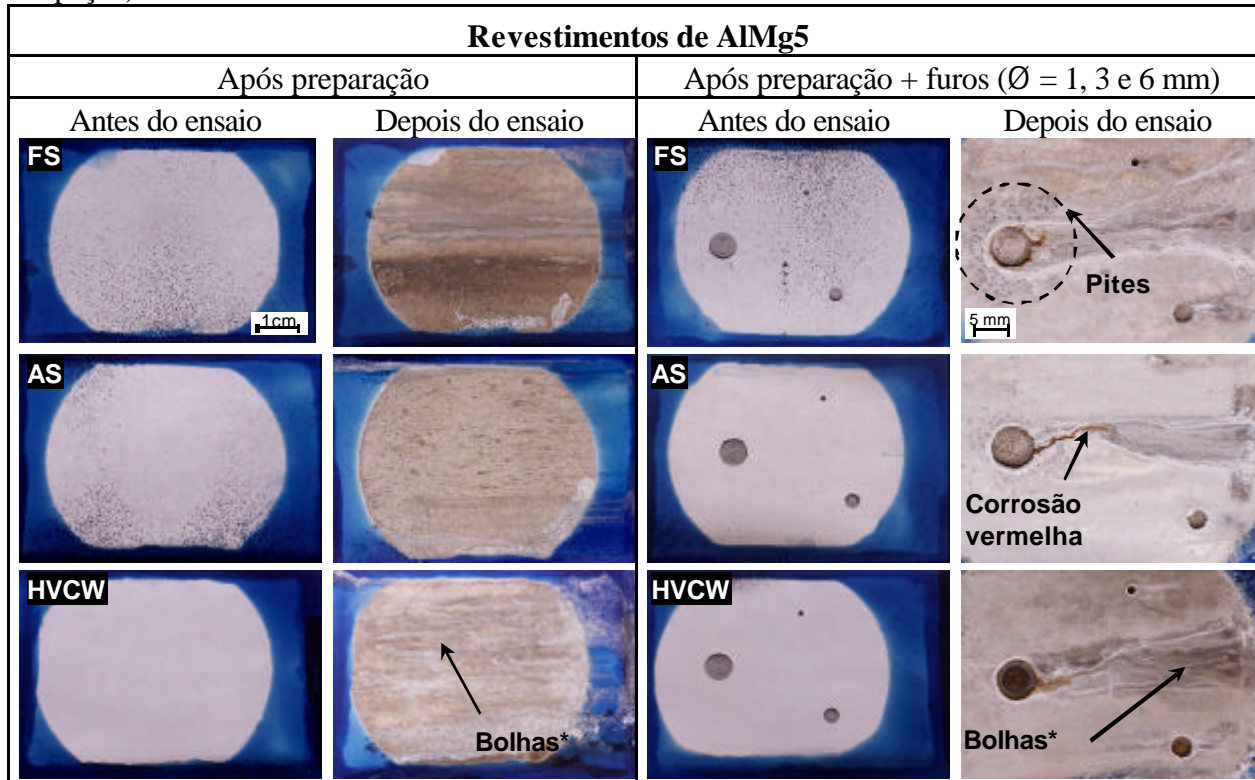 Revestimentos de AlMg5
Após preparação
Após preparação + furos (Ø = 1, 3 e 6 mm)
Antes do ensaio
Depois do ensaio
Antes do ensaio
Depois do ensaio
FS
1cm
FS
Pites
5 mm
AS
AS
Corrosão
vermelha
HVCW
Bolhas*
HVCW
Bolhas*